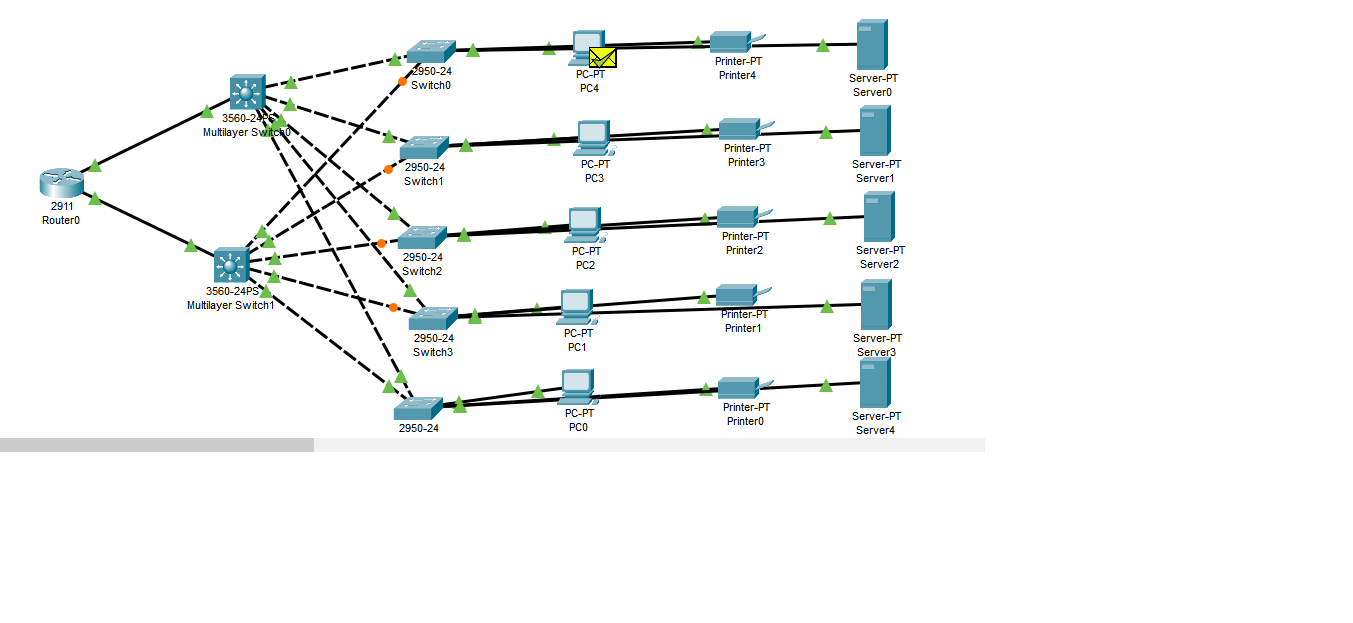 2950-24
Switch0
PC-PT
PC4
Printer-PT
Printer4
Server-PT
Server0
3560-24PS
Multilayer Switch0
2950-24
Switch1
PC-PT
PC3
Printer-PT
Printer3
Server-PT
Server1
2911
Router0
2950-24
Switch2
PC-PT
PC2
Printer-PT
Printer2
Server-PT
Server2
3560-24PS
Multilayer Switch1
2950-24
Switch3
PC-PT
PC1
Printer-PT
Printer1
Server-PT
Server3
2950-24
PC-PT
PC0
Printer-PT
Printer0
Server-PT
Server4